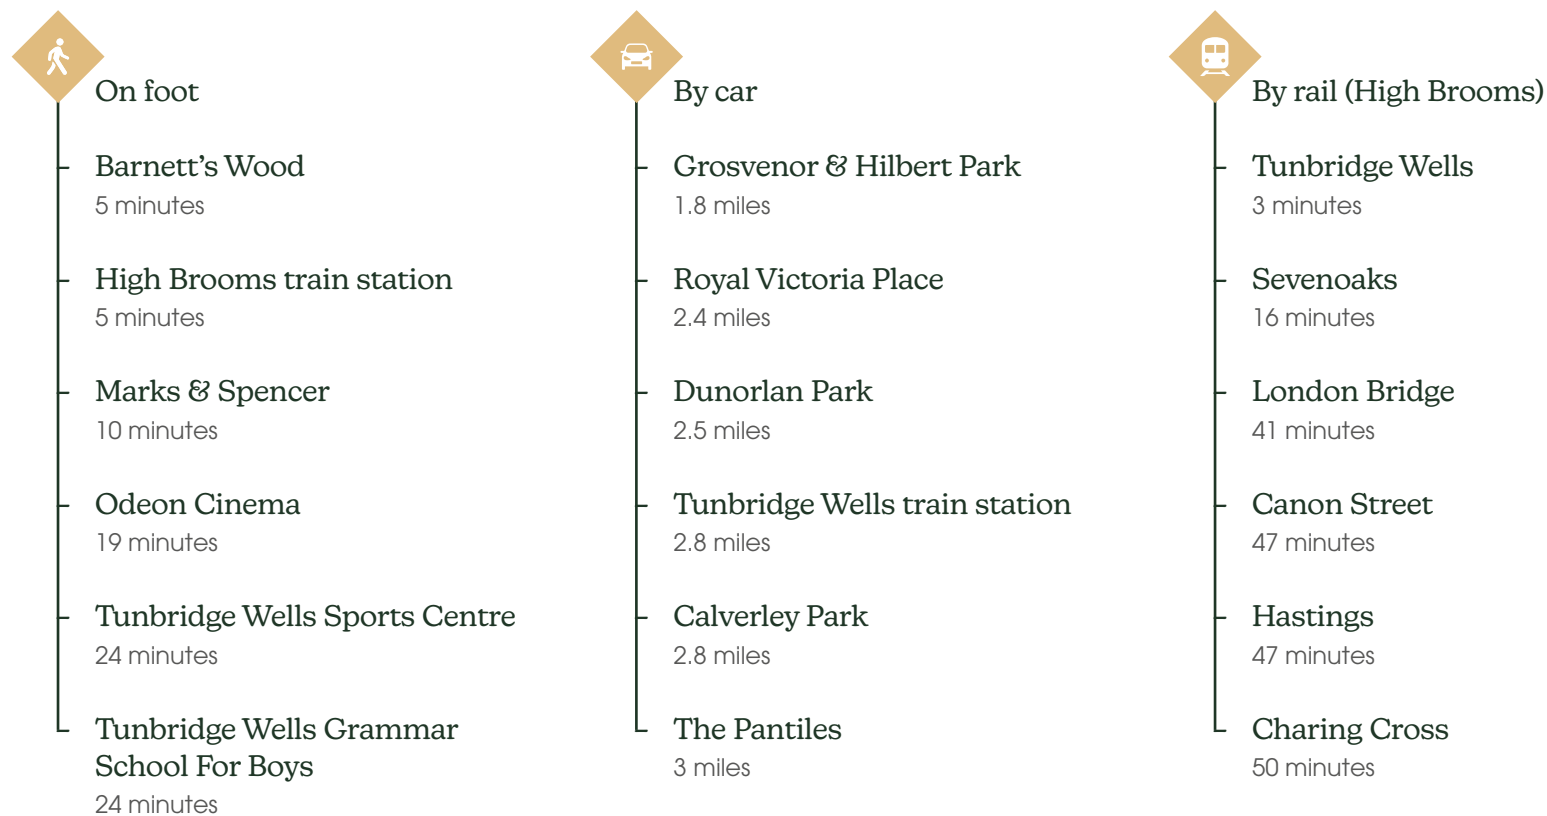 On foot
Barnett’s Wood
5 minutes
High Brooms train station
5 minutes
Marks & Spencer
10 minutes
Odeon Cinema
19 minutes
Tunbridge Wells Sports Centre
24 minutes
Tunbridge Wells Grammar
School For Boys
24 minutes
By car
Grosvenor & Hilbert Park
1.8 miles
Royal Victoria Place
2.4 miles
Dunorlan Park
2.5 miles
Tunbridge Wells train station
2.8 miles
Calverley Park
2.8 miles
The Pantiles
3 miles
By rail (High Brooms)
Tunbridge Wells
3 minutes
Sevenoaks
16 minutes
London Bridge
41 minutes
Canon Street
47 minutes
Hastings
47 minutes
Charing Cross
50 minutes